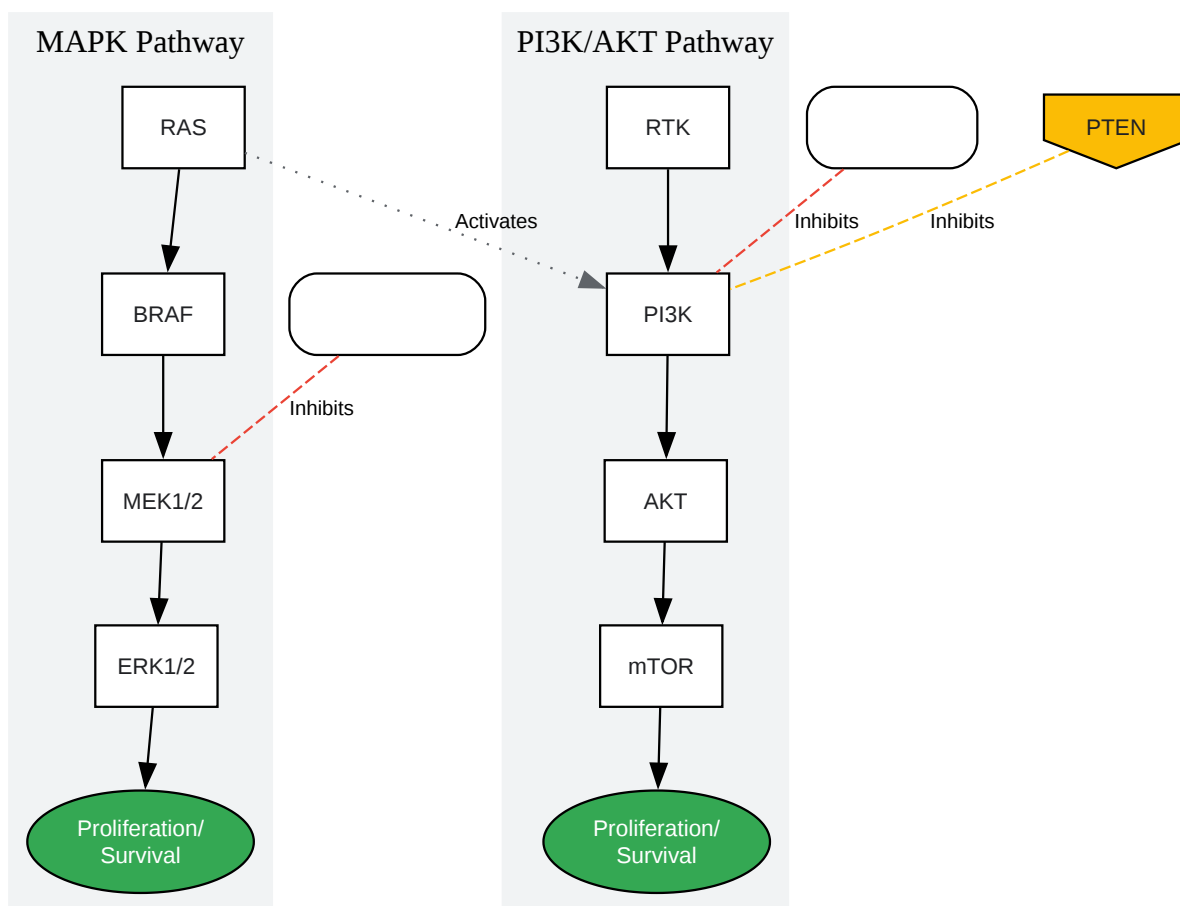 MAPK Pathway
PI3K/AKT Pathway
RAS
RTK
PTEN
Activates
Inhibits
Inhibits
BRAF
PI3K
Inhibits
MEK1/2
AKT
ERK1/2
mTOR
Proliferation/
Survival
Proliferation/
Survival